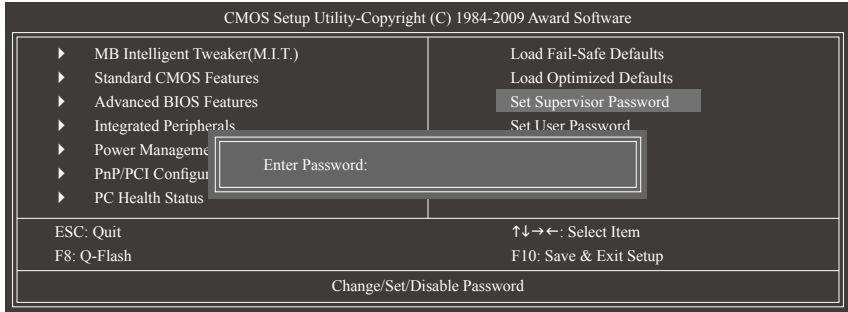 CMOS Setup Utility-Copyright (C) 1984-2009 Award Software
MB Intelligent Tweaker(M.I.T.)
Standard CMOS Features
Advanced BIOS Features
Integrated Peripherals
Power Manageme
PnP/PCI Configur
PC Health Status
Load Fail-Safe Defaults
Load Optimized Defaults
Set Supervisor Password
Set User Password
Enter Password:
ESC: Quit
F8: Q-Flash
↑↓→←: Select Item
F10: Save & Exit Setup
Change/Set/Disable Password